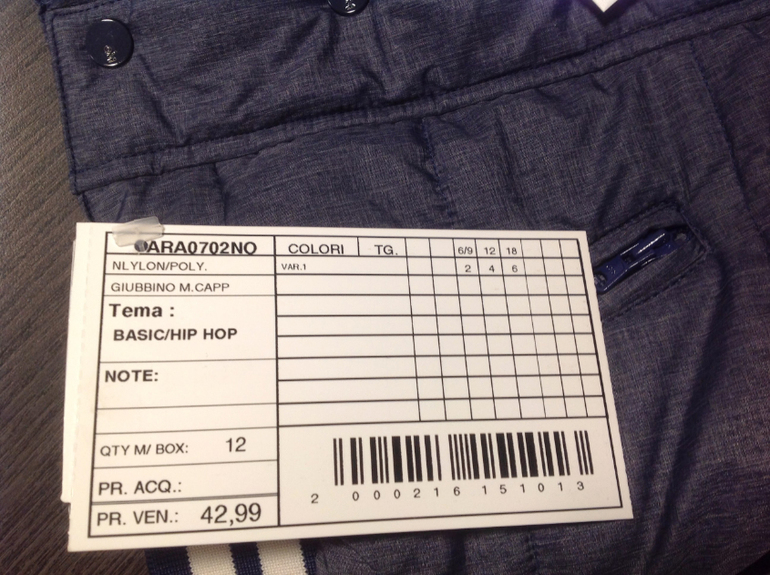 ARA0702NO COLORI TG. 6/9 12 18
NLYLON/POLY. VAR.1 2 4 6
GIUBBINO M.CAPP
Tema :
BASIC/HIP HOP
NOTE:
QTY M/ BOX: 12
PR. ACQ.:
PR. VEN.: 42,99
2 000216 151013